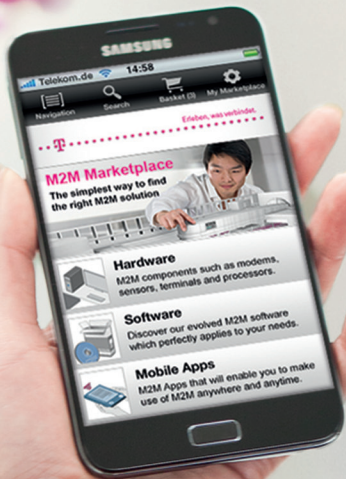 SAMSUNG
Telekom.de 14:58
Navigation Search Basket (3) My Marketplace
Erleben, was verbindet.
T
M2M Marketplace
The simplest way to find
the right M2M solution
Hardware
M2M components such as modems,
sensors, terminals and processors.
Software
Discover our evolved M2M software
which perfectly applies to your needs.
Mobile Apps
M2M Apps that will enable you to make
use of M2M anywhere and anytime.